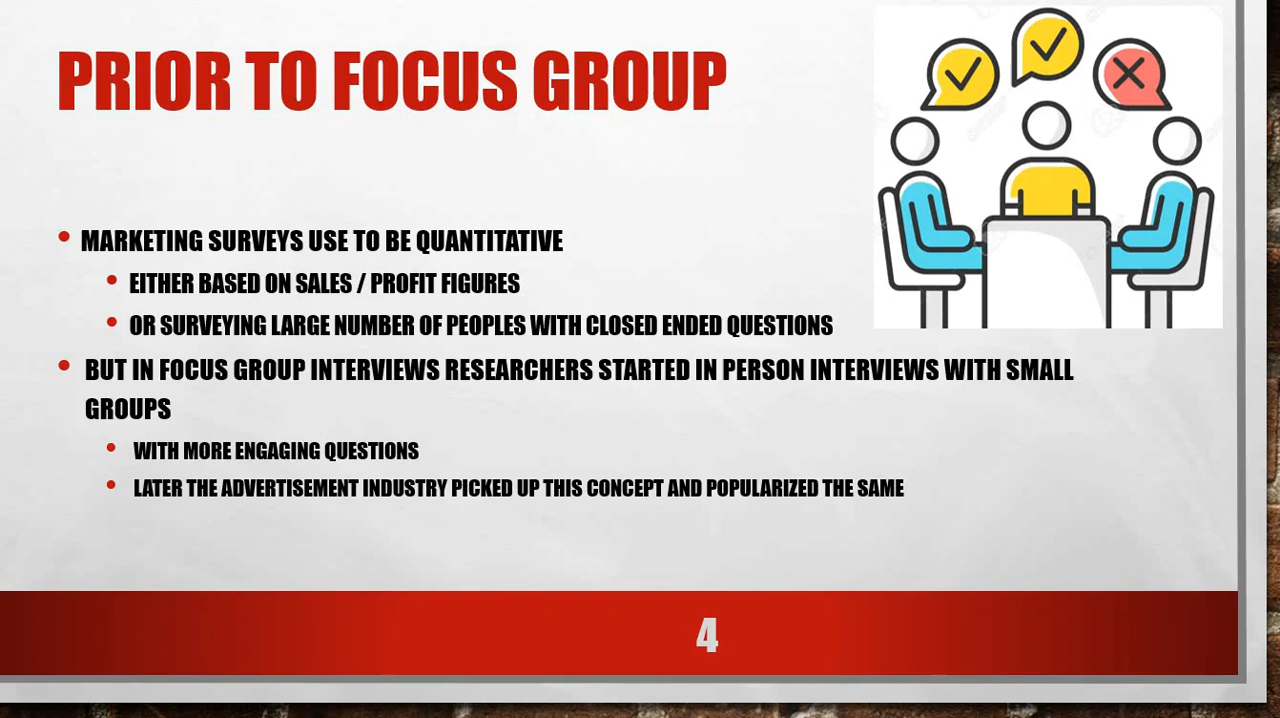 PRIOR TO FOCUS GROUP
MARKETING SURVEYS USE TO BE QUANTITATIVE
EITHER BASED ON SALES / PROFIT FIGURES
OR SURVEYING LARGE NUMBER OF PEOPLES WITH CLOSED ENDED QUESTIONS
BUT IN FOCUS GROUP INTERVIEWS RESEARCHERS STARTED IN PERSON INTERVIEWS WITH SMALL
GROUPS
WITH MORE ENGAGING QUESTIONS
LATER THE ADVERTISEMENT INDUSTRY PICKED UP THIS CONCEPT AND POPULARIZED THE SAME
4